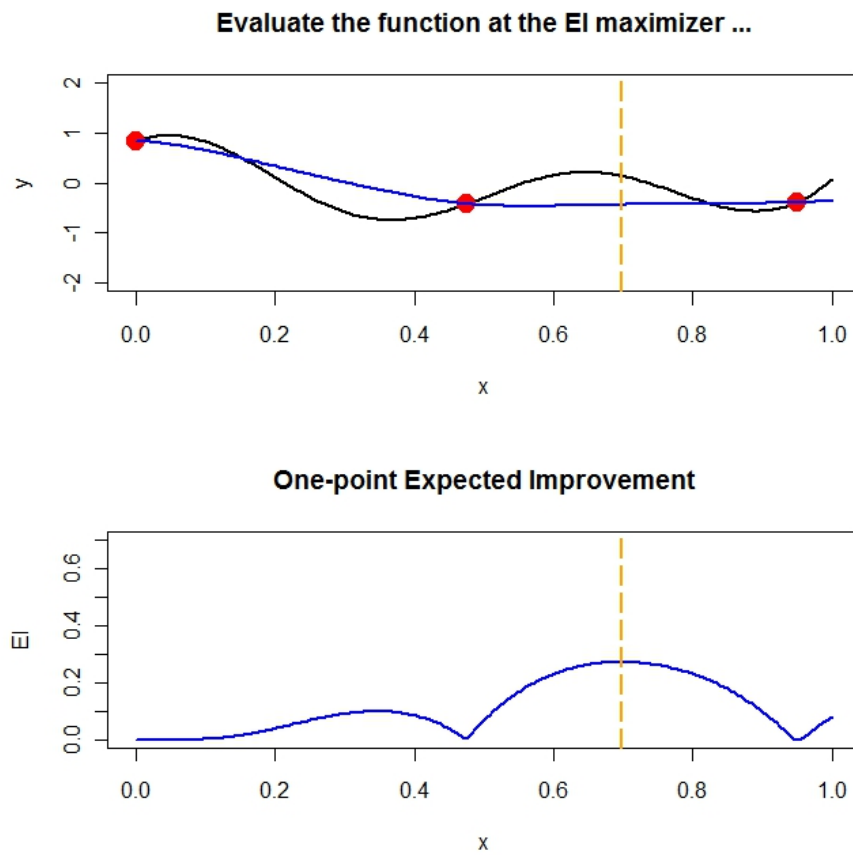 Evaluate the function at the EI maximizer ...
y
2
1
0
-1
-2
0.0 0.2 0.4 0.6 0.8 1.0
x
One-point Expected Improvement
EI
0.6
0.4
0.2
0.0
0.0 0.2 0.4 0.6 0.8 1.0
x